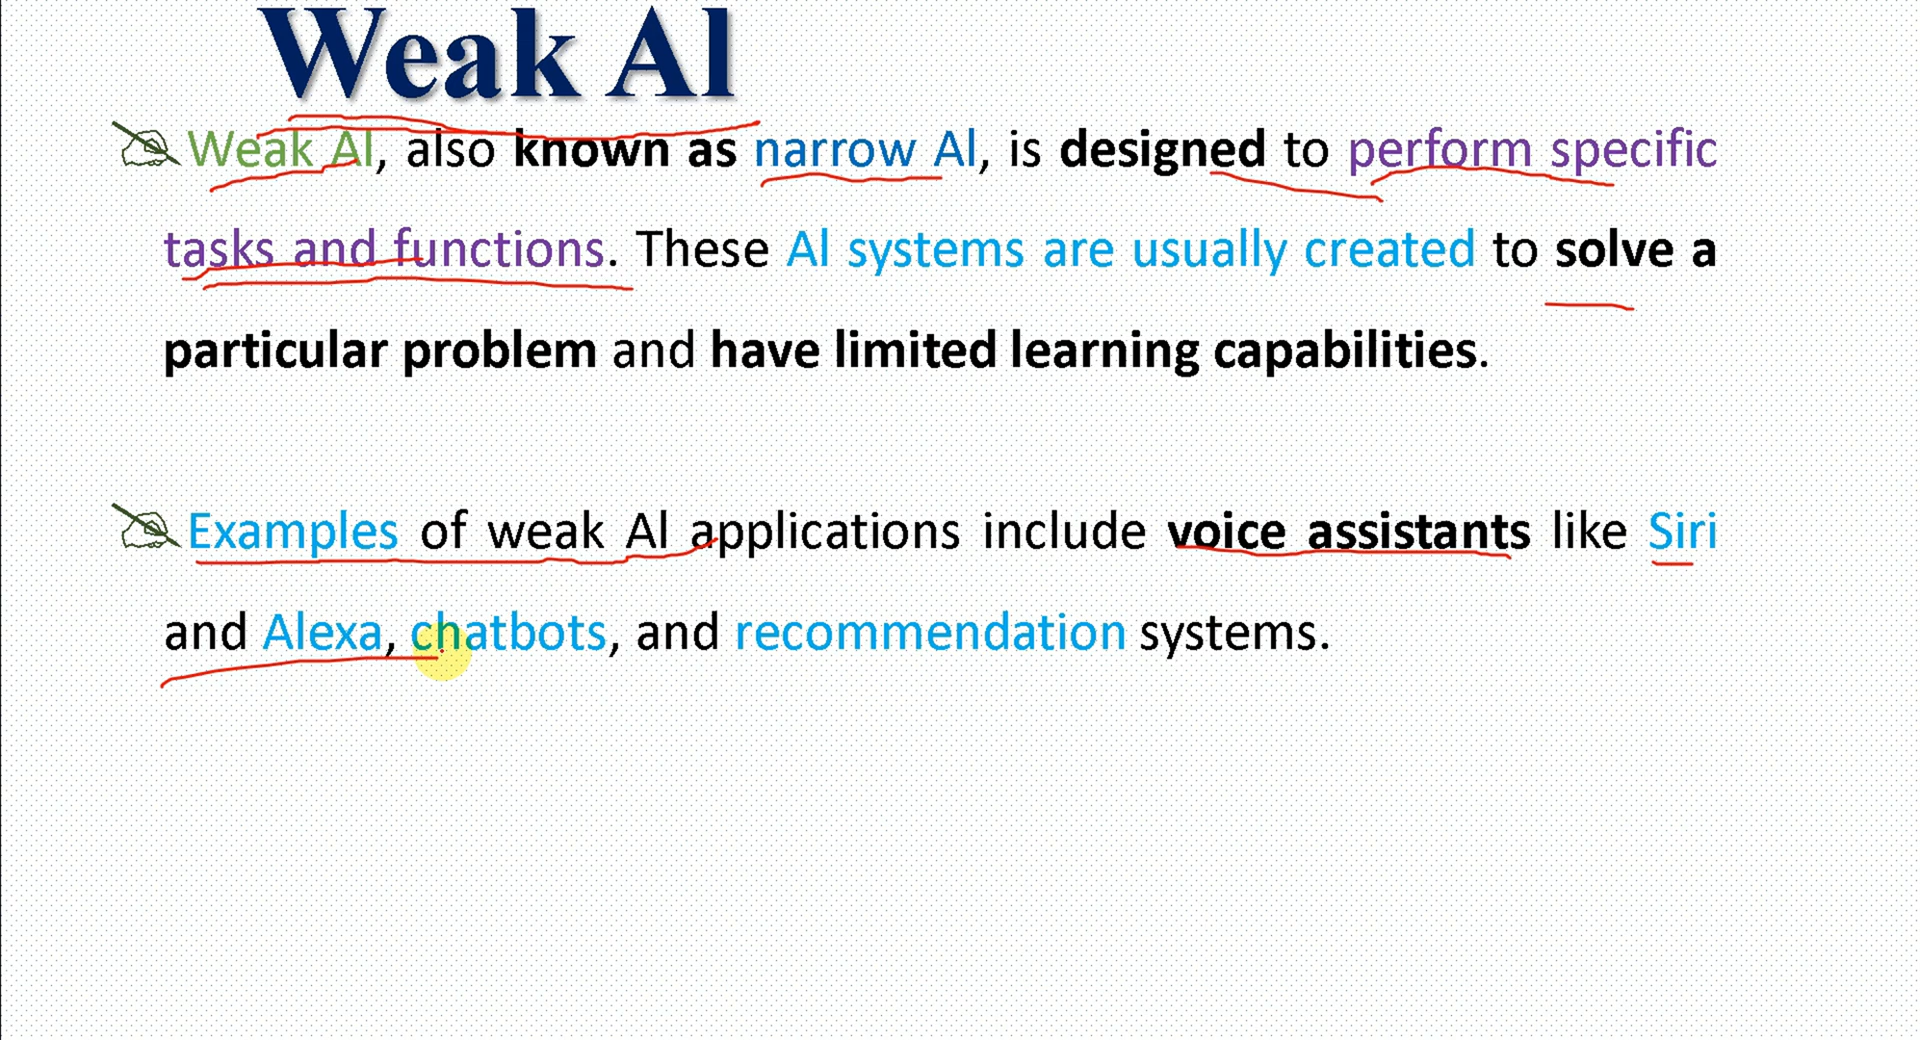 Weak AI
Weak AI, also known as narrow AI, is designed to perform specific
tasks and functions. These AI systems are usually created to solve a
particular problem and have limited learning capabilities.
Examples of weak AI applications include voice assistants like Siri
and Alexa, chatbots, and recommendation systems.